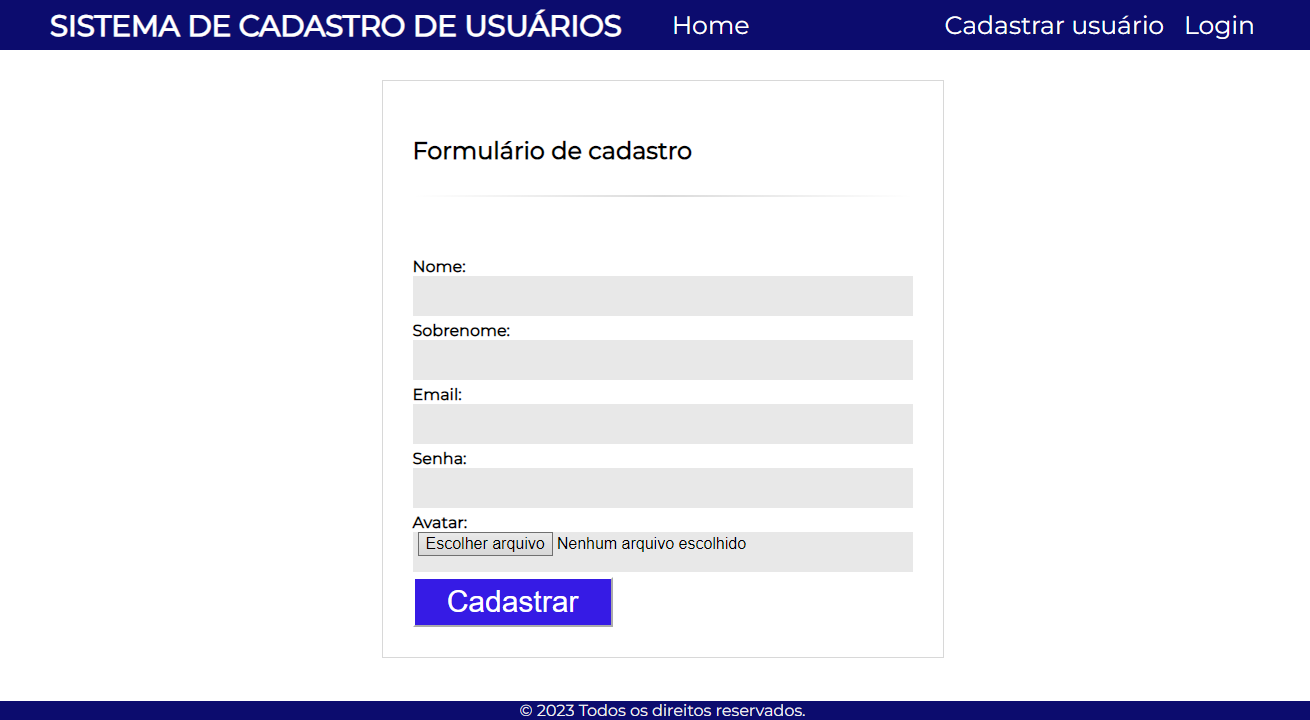 SISTEMA DE CADASTRO DE USUÁRIOS Home Cadastrar usuário Login
Formulário de cadastro
Nome:
Sobrenome:
Email:
Senha:
Avatar:
Escolher arquivo Nenhum arquivo escolhido
Cadastrar
© 2023 Todos os direitos reservados.